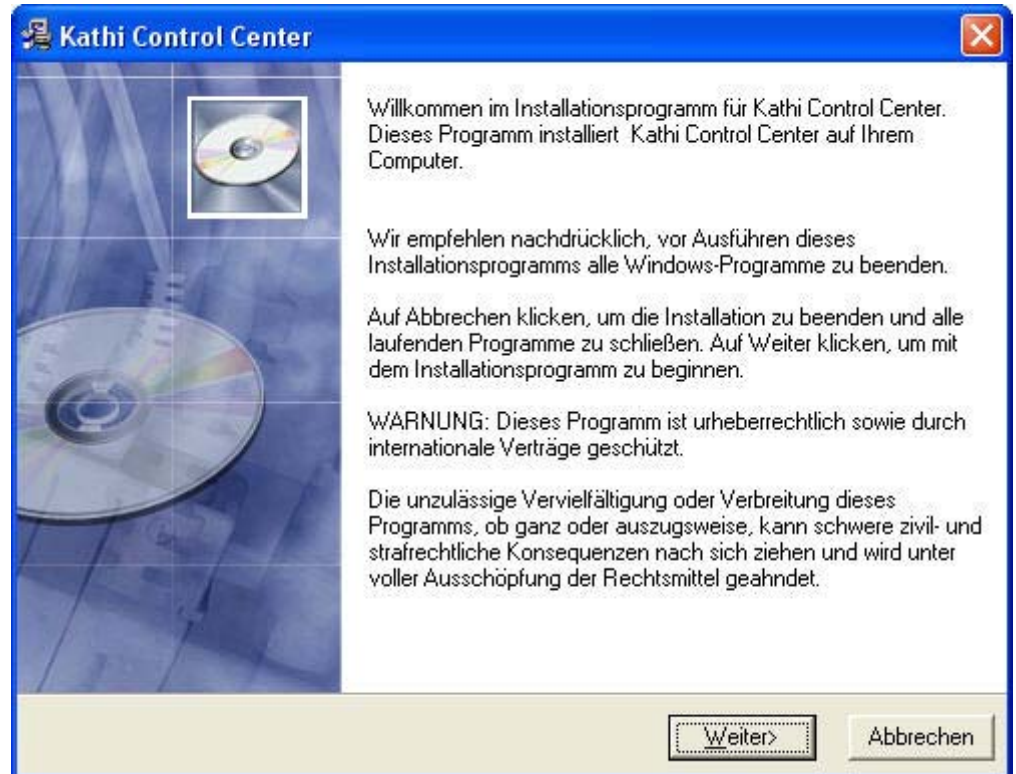 Kathi Control Center
Willkommen im Installationsprogramm für Kathi Control Center.
Dieses Programm installiert  Kathi Control Center auf Ihrem
Computer.
Wir empfehlen nachdrücklich, vor Ausführen dieses
Installationsprogramms alle Windows-Programme zu beenden.
Auf Abbrechen klicken, um die Installation zu beenden und alle
laufenden Programme zu schließen. Auf Weiter klicken, um mit
dem Installationsprogramm zu beginnen.
WARNUNG: Dieses Programm ist urheberrechtlich sowie durch
internationale Verträge geschützt.
Die unzulässige Vervielfältigung oder Verbreitung dieses
Programms, ob ganz oder auszugsweise, kann schwere zivil- und
strafrechtliche Konsequenzen nach sich ziehen und wird unter
voller Ausschöpfung der Rechtsmittel geahndet.
Weiter>
Abbrechen